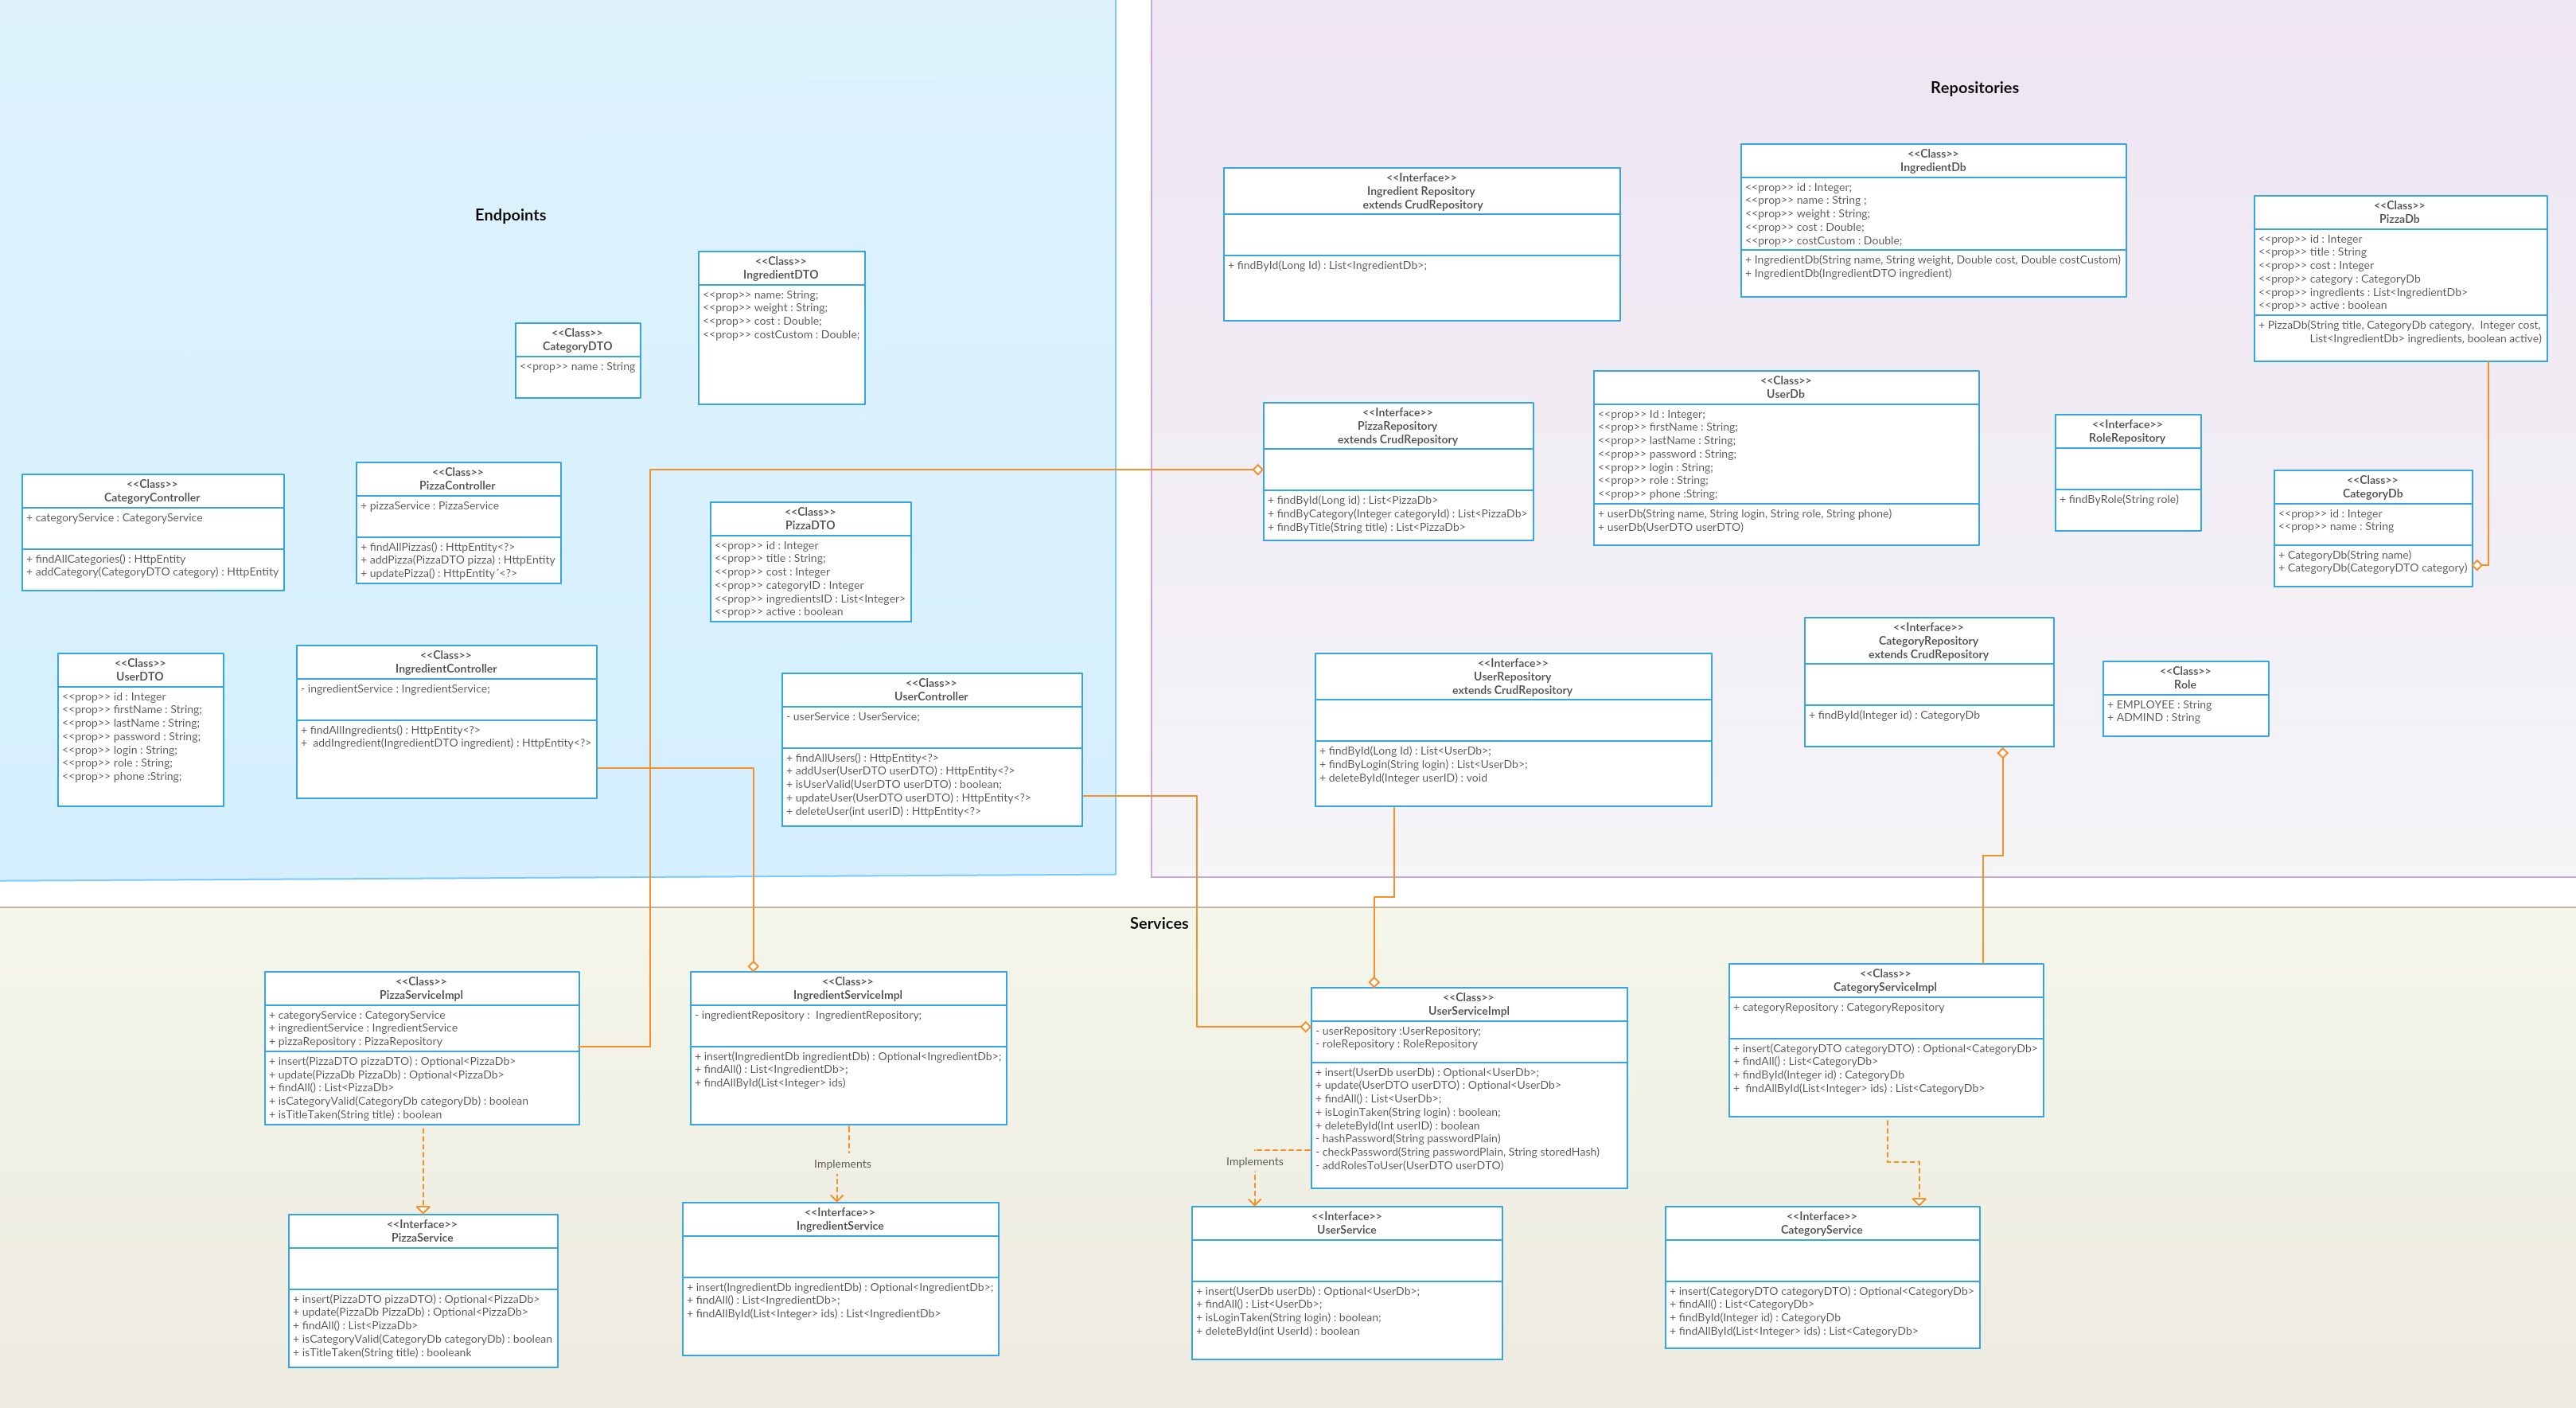 Endpoints
<<Class>>
IngredientDTO
<<prop>> name: String;
<<prop>> weight : String;
<<prop>> cost : Double;
<<prop>> costCustom : Double;
<<Class>>
CategoryDTO
<<prop>> name : String
<<Class>>
CategoryController
+ categoryService : CategoryService
+ findAllCategories() : HttpEntity
+ addCategory(CategoryDTO category) : HttpEntity
<<Class>>
PizzaController
+ pizzaService : PizzaService
+ findAllPizzas() : HttpEntity<?>
+ addPizza(PizzaDTO pizza) : HttpEntity
+ updatePizza() : HttpEntity´<?>
<<Class>>
PizzaDTO
<<prop>> id : Integer
<<prop>> title : String;
<<prop>> cost : Integer
<<prop>> categoryID : Integer
<<prop>> ingredientsID : List<Integer>
<<prop>> active : boolean
<<Class>>
UserDTO
<<prop>> id : Integer
<<prop>> firstName : String;
<<prop>> lastName : String;
<<prop>> password : String;
<<prop>> login : String;
<<prop>> role : String;
<<prop>> phone :String;
<<Class>>
IngredientController
- ingredientService : IngredientService;
+ findAllIngredients() : HttpEntity<?>
+ addIngredient(IngredientDTO ingredient) : HttpEntity<?>
<<Class>>
UserController
- userService : UserService;
+ findAllUsers() : HttpEntity<?>
+ addUser(UserDTO userDTO) : HttpEntity<?>
+ isUserValid(UserDTO userDTO) : boolean;
+ updateUser(UserDTO userDTO) : HttpEntity<?>
+ deleteUser(int userID) : HttpEntity<?>
Repositories
<<Interface>>
Ingredient Repository
extends CrudRepository
+ findById(Long Id) : List<IngredientDb>;
<<Class>>
IngredientDb
<<prop>> id : Integer;
<<prop>> name : String ;
<<prop>> weight : String;
<<prop>> cost : Double;
<<prop>> costCustom : Double;
+ IngredientDb(String name, String weight, Double cost, Double costCustom)
+ IngredientDb(IngredientDTO ingredient)
<<Class>>
PizzaDb
<<prop>> id : Integer
<<prop>> title : String
<<prop>> cost : Integer
<<prop>> category : CategoryDb
<<prop>> ingredients : List<IngredientDb>
<<prop>> active : boolean
+ PizzaDb(String title, CategoryDb category, Integer cost,
List<IngredientDb> ingredients, boolean active)
<<Interface>>
PizzaRepository
extends CrudRepository
+ findById(Long id) : List<PizzaDb>
+ findByCategory(Integer categoryId) : List<PizzaDb>
+ findByTitle(String title) : List<PizzaDb>
<<Class>>
UserDb
<<prop>> Id : Integer;
<<prop>> firstName : String;
<<prop>> lastName : String;
<<prop>> password : String;
<<prop>> login : String;
<<prop>> role : String;
<<prop>> phone :String;
+ userDb(String name, String login, String role, String phone)
+ userDb(UserDTO userDTO)
<<Interface>>
RoleRepository
+ findByRole(String role)
<<Class>>
CategoryDb
<<prop>> id : Integer
<<prop>> name : String
+ CategoryDb(String name)
+ CategoryDb(CategoryDTO category)
<<Interface>>
UserRepository
extends CrudRepository
+ findById(Long Id) : List<UserDb>;
+ findByLogin(String login) : List<UserDb>;
+ deleteById(Integer userID) : void
<<Interface>>
CategoryRepository
extends CrudRepository
+ findById(Integer id) : CategoryDb
<<Class>>
Role
+ EMPLOYEE : String
+ ADMIND : String
Services
<<Class>>
PizzaServiceImpl
+ categoryService : CategoryService
+ ingredientService : IngredientService
+ pizzaRepository : PizzaRepository
+ insert(PizzaDTO pizzaDTO) : Optional<PizzaDb>
+ update(PizzaDb PizzaDb) : Optional<PizzaDb>
+ findAll() : List<PizzaDb>
+ isCategoryValid(CategoryDb categoryDb) : boolean
+ isTitleTaken(String title) : boolean
<<Class>>
IngredientServiceImpl
- ingredientRepository : IngredientRepository;
+ insert(IngredientDb ingredientDb) : Optional<IngredientDb>;
+ findAll() : List<IngredientDb>;
+ findAllById(List<Integer> ids)
<<Class>>
UserServiceImpl
- userRepository :UserRepository;
- roleRepository : RoleRepository
+ insert(UserDb userDb) : Optional<UserDb>;
+ update(UserDTO userDTO) : Optional<UserDb>
+ findAll() : List<UserDb>;
+ isLoginTaken(String login) : boolean;
+ deleteById(Int userID) : boolean
- hashPassword(String passwordPlain)
- checkPassword(String passwordPlain, String storedHash)
- addRolesToUser(UserDTO userDTO)
<<Class>>
CategoryServiceImpl
+ categoryRepository : CategoryRepository
+ insert(CategoryDTO categoryDTO) : Optional<CategoryDb>
+ findAll() : List<CategoryDb>
+ findById(Integer id) : CategoryDb
+ findAllById(List<Integer> ids) : List<CategoryDb>
Implements
Implements
<<Interface>>
PizzaService
+ insert(PizzaDTO pizzaDTO) : Optional<PizzaDb>
+ update(PizzaDb PizzaDb) : Optional<PizzaDb>
+ findAll() : List<PizzaDb>
+ isCategoryValid(CategoryDb categoryDb) : boolean
+ isTitleTaken(String title) : booleank
<<Interface>>
IngredientService
+ insert(IngredientDb ingredientDb) : Optional<IngredientDb>;
+ findAll() : List<IngredientDb>;
+ findAllById(List<Integer> ids) : List<IngredientDb>
<<Interface>>
UserService
+ insert(UserDb userDb) : Optional<UserDb>;
+ findAll() : List<UserDb>;
+ isLoginTaken(String login) : boolean;
+ deleteById(int UserId) : boolean
<<Interface>>
CategoryService
+ insert(CategoryDTO categoryDTO) : Optional<CategoryDb>
+ findAll() : List<CategoryDb>
+ findById(Integer id) : CategoryDb
+ findAllById(List<Integer> ids) : List<CategoryDb>